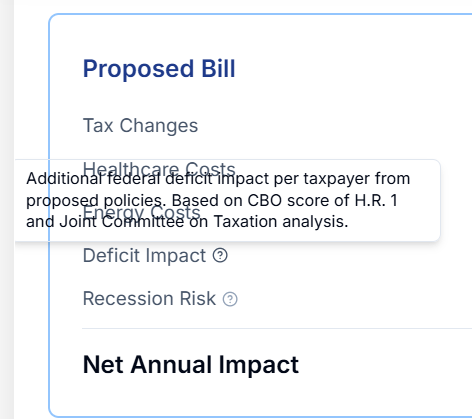 Proposed Bill
Tax Changes
Healthcare Costs
Additional federal deficit impact per taxpayer from
proposed policies. Based on CBO score of H.R. 1
Energy Costs
and Joint Committee on Taxation analysis.
Deficit Impact ?
Recession Risk ?
Net Annual Impact